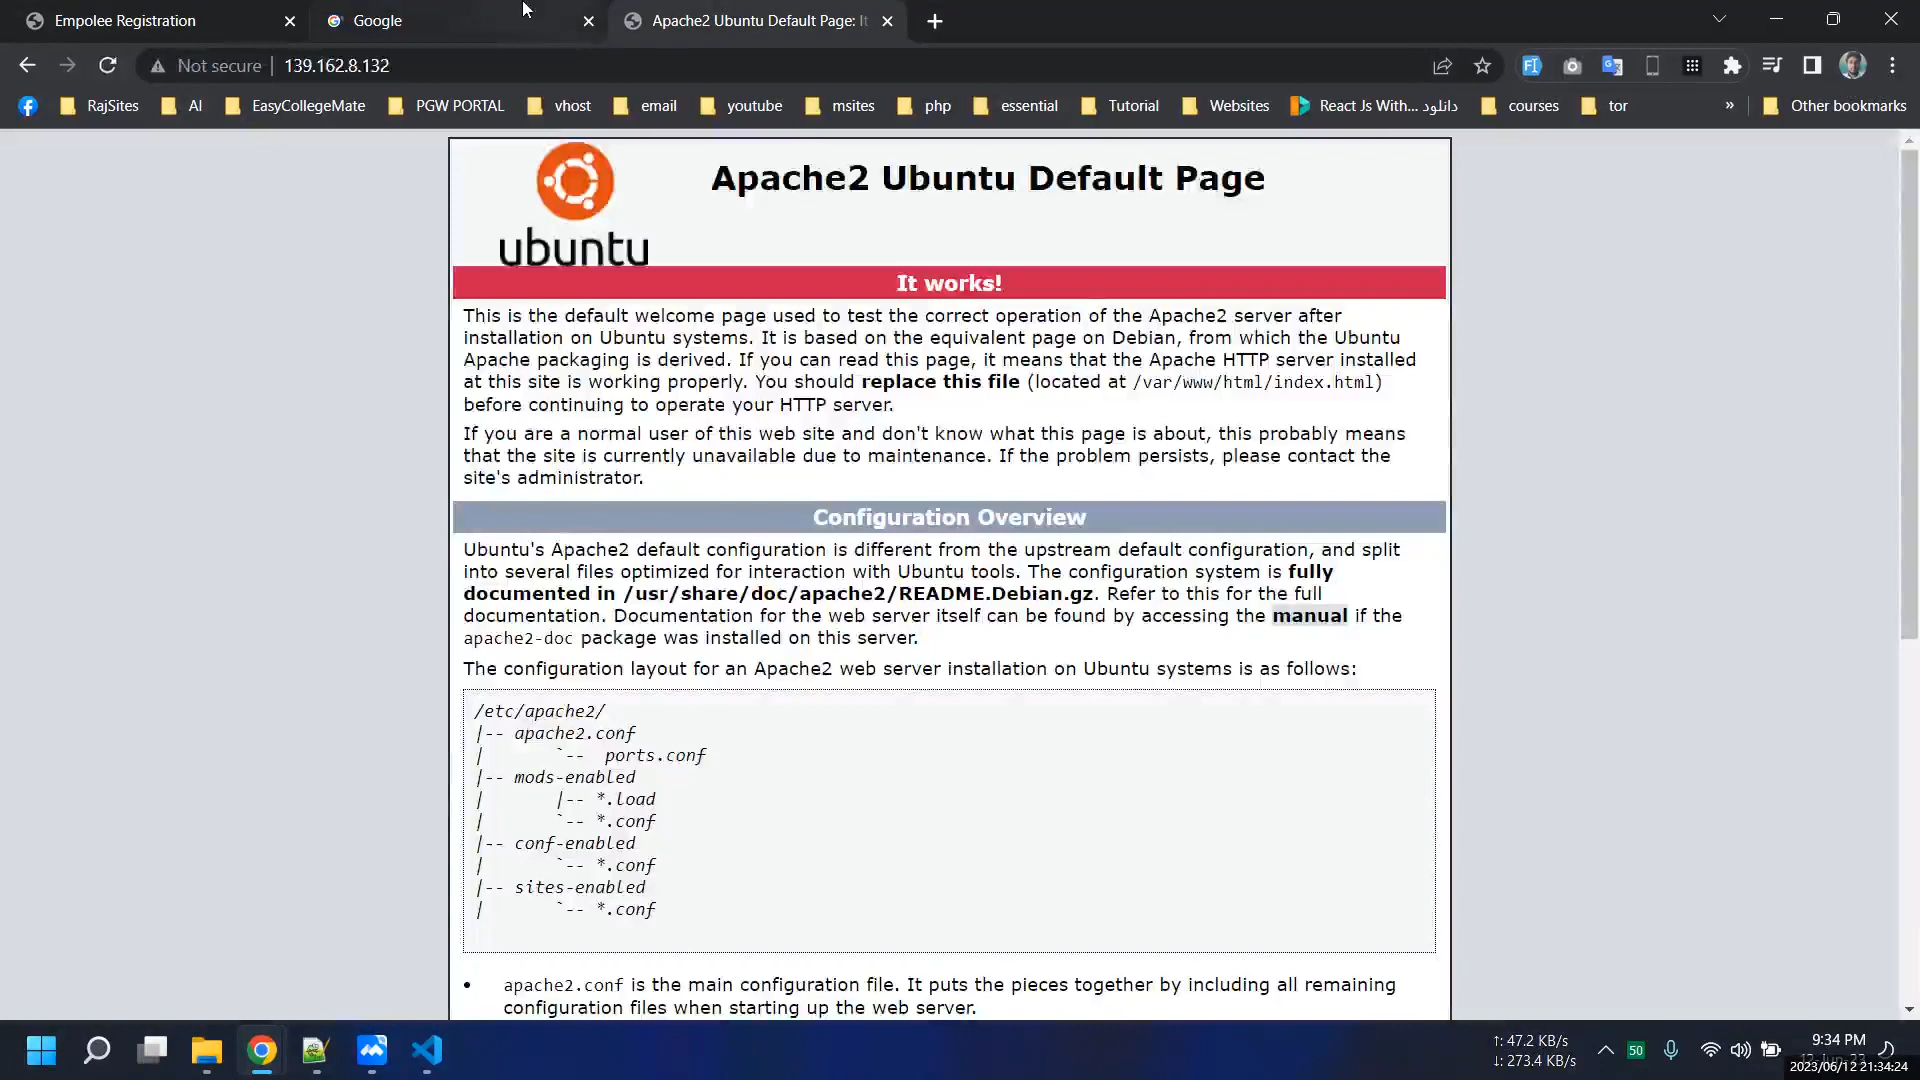 Empolee Registration
Google
Apache2 Ubuntu Default Page: It
Not secure
139.162.8.132
RajSites
AI
EasyCollegeMate
PGW PORTAL
vhost
email
youtube
msites
php
essential
Tutorial
Websites
React Js With... دانلود
courses
tor
»
Other bookmarks
ubuntu
Apache2 Ubuntu Default Page
It works!
This is the default welcome page used to test the correct operation of the Apache2 server after
installation on Ubuntu systems. It is based on the equivalent page on Debian, from which the Ubuntu
Apache packaging is derived. If you can read this page, it means that the Apache HTTP server installed
at this site is working properly. You should replace this file (located at /var/www/html/index.html)
before continuing to operate your HTTP server.
If you are a normal user of this web site and don't know what this page is about, this probably means
that the site is currently unavailable due to maintenance. If the problem persists, please contact the
site's administrator.
Configuration Overview
Ubuntu's Apache2 default configuration is different from the upstream default configuration, and split
into several files optimized for interaction with Ubuntu tools. The configuration system is fully
documented in /usr/share/doc/apache2/README.Debian.gz. Refer to this for the full
documentation. Documentation for the web server itself can be found by accessing the manual if the
apache2-doc package was installed on this server.
The configuration layout for an Apache2 web server installation on Ubuntu systems is as follows:
/etc/apache2/
|-- apache2.conf
|       `--  ports.conf
|-- mods-enabled
|       |-- *.load
|       `-- *.conf
|-- conf-enabled
|       `-- *.conf
|-- sites-enabled
|       `-- *.conf
• apache2.conf is the main configuration file. It puts the pieces together by including all remaining
configuration files when starting up the web server.
↑: 47.2 KB/s
↓: 273.4 KB/s
50
9:34 PM
12-Jun-23
2023/06/12 21:34:24